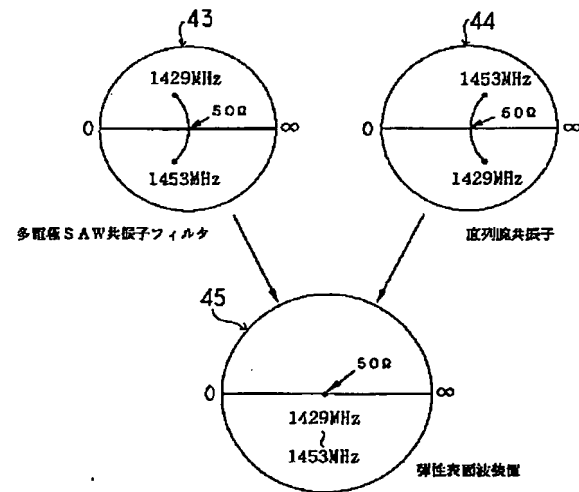 43
1429MHz
50Ω
0
∞
1453MHz
多電極SAW共振子フィルタ
44
1453MHz
50Ω
0
∞
1429MHz
直列腕共振子
45
50Ω
0
∞
1429MHz
～
1453MHz
弾性表面波装置